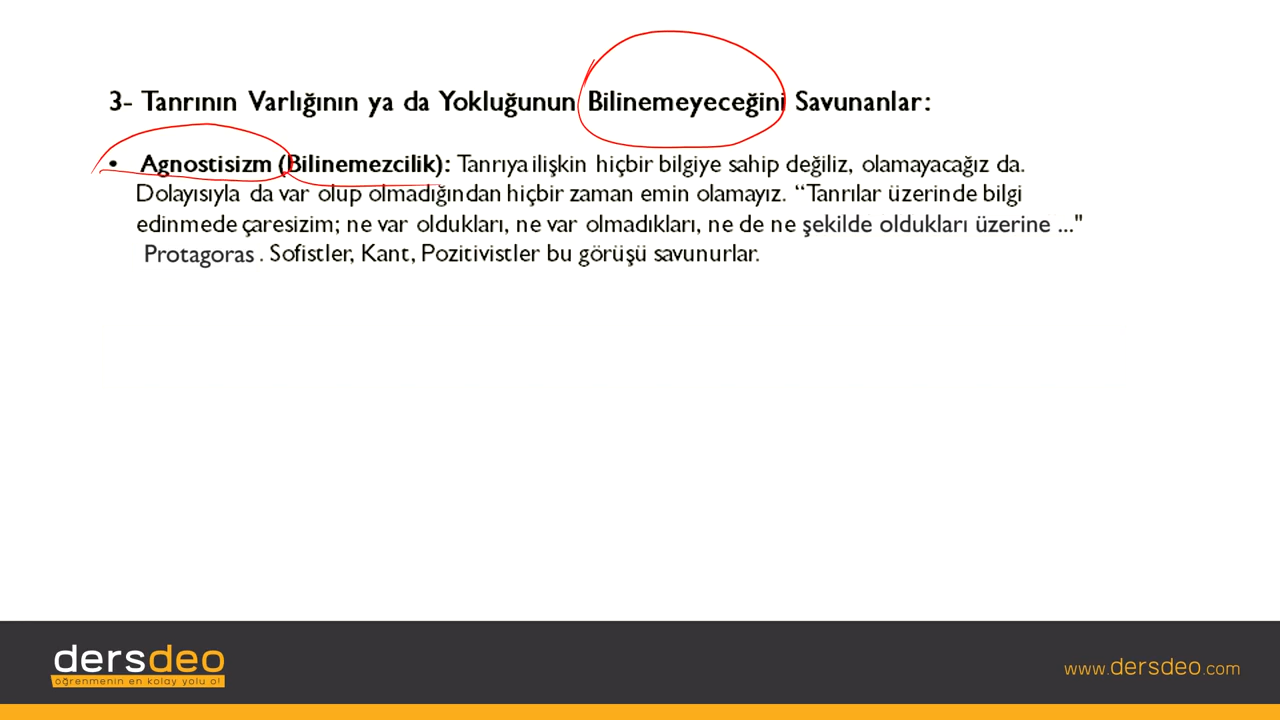 3- Tanrının Varlığının ya da Yokluğunun Bilinemeyeceğini Savunanlar:
• Agnostisizm (Bilinemezcilik): Tanrıya ilişkin hiçbir bilgiye sahip değiliz, olamayacağız da.
Dolayısıyla da var olup olmadığından hiçbir zaman emin olamayız. “Tanrılar üzerinde bilgi
edinmede çaresizim; ne var oldukları, ne var olmadıkları, ne de ne şekilde oldukları üzerine ..."
Protagoras . Sofistler, Kant, Pozitivistler bu görüşü savunurlar.
dersdeo
öğrenmenin en kolay yolu o!
www.dersdeo.com